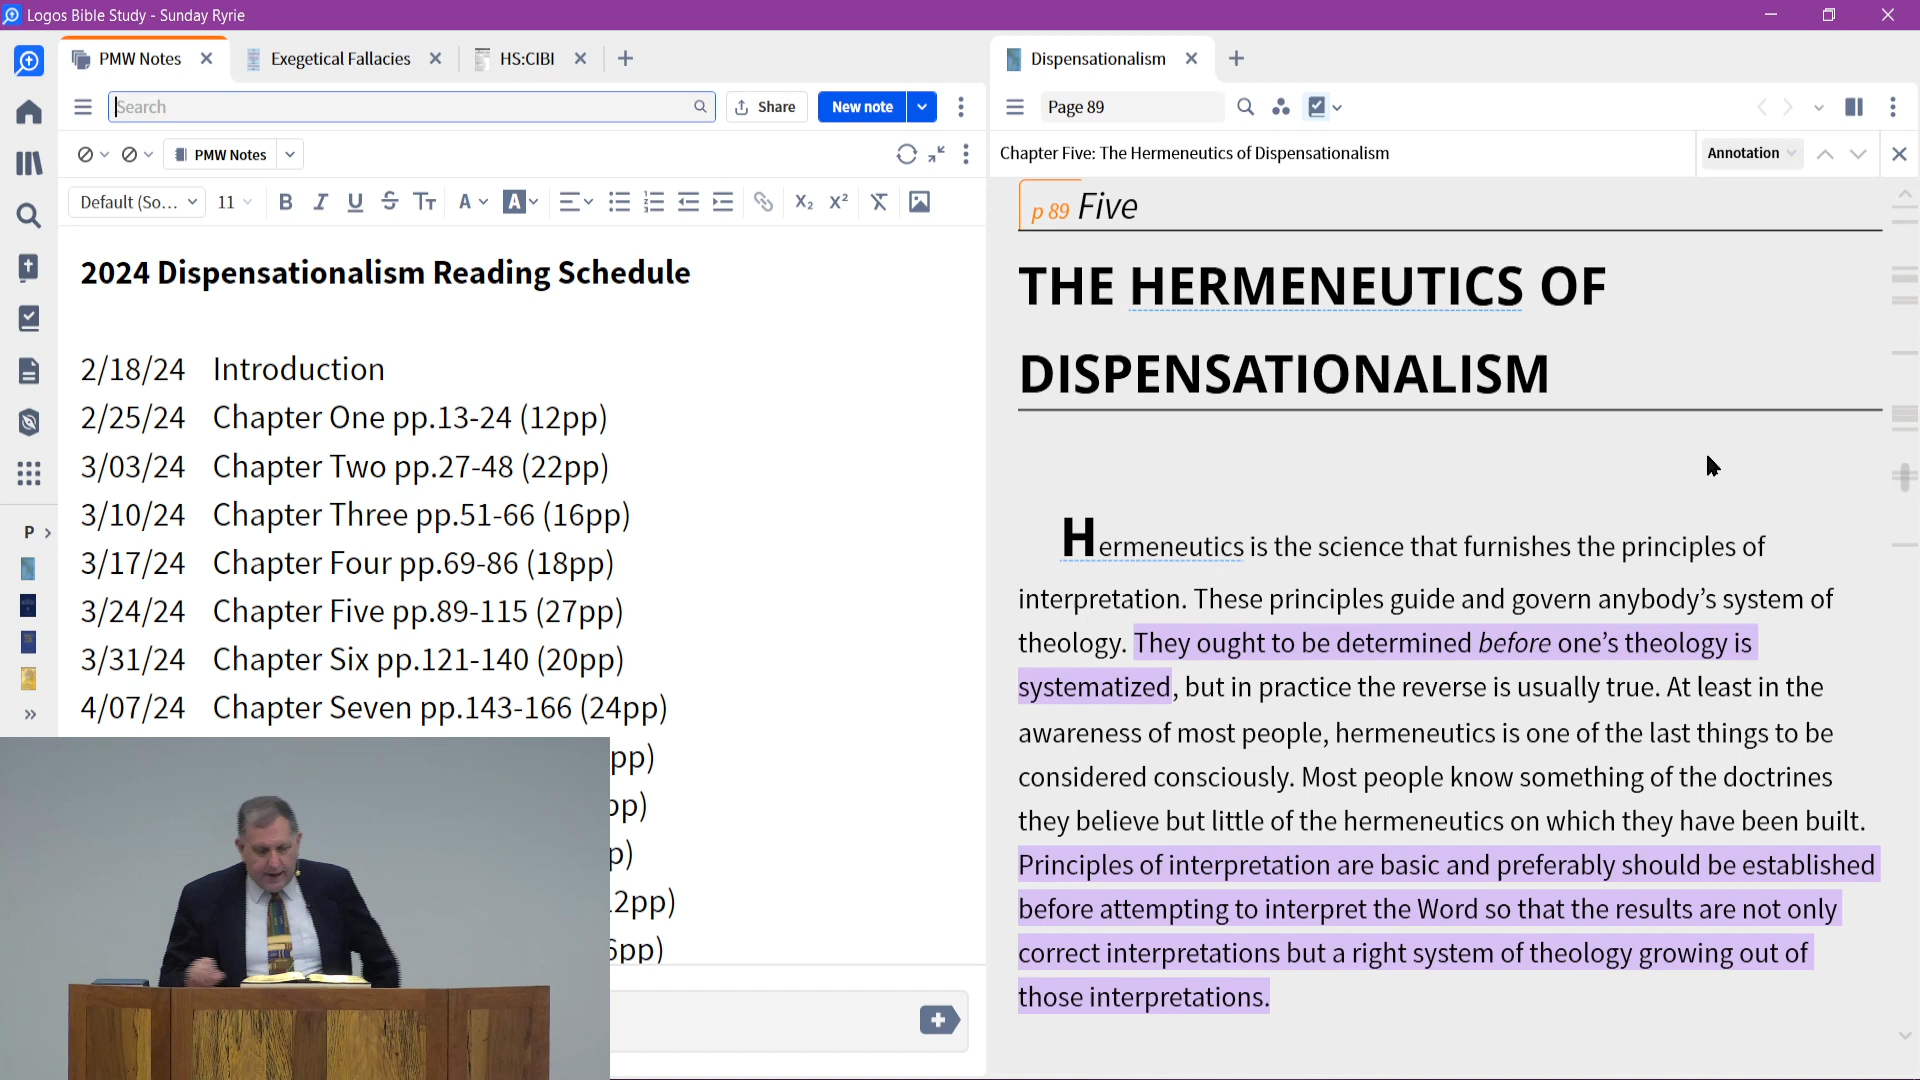 Logos Bible Study - Sunday Ryrie
PMW Notes
Exegetical Fallacies
HS:CIBI
Dispensationalism
Search
Share
New note
Page 89
PMW Notes
Chapter Five: The Hermeneutics of Dispensationalism
Annotation
Default (So...
11
2024 Dispensationalism Reading Schedule
2/18/24 Introduction
2/25/24 Chapter One pp.13-24 (12pp)
3/03/24 Chapter Two pp.27-48 (22pp)
3/10/24 Chapter Three pp.51-66 (16pp)
3/17/24 Chapter Four pp.69-86 (18pp)
3/24/24 Chapter Five pp.89-115 (27pp)
3/31/24 Chapter Six pp.121-140 (20pp)
4/07/24 Chapter Seven pp.143-166 (24pp)
pp)
p)
2pp)
pp)
P
p 89 Five
THE HERMENEUTICS OF
DISPENSATIONALISM
Hermeneutics is the science that furnishes the principles of
interpretation. These principles guide and govern anybody's system of
theology. They ought to be determined before one's theology is
systematized, but in practice the reverse is usually true. At least in the
awareness of most people, hermeneutics is one of the last things to be
considered consciously. Most people know something of the doctrines
they believe but little of the hermeneutics on which they have been built.
Principles of interpretation are basic and preferably should be established
before attempting to interpret the Word so that the results are not only
correct interpretations but a right system of theology growing out of
those interpretations.